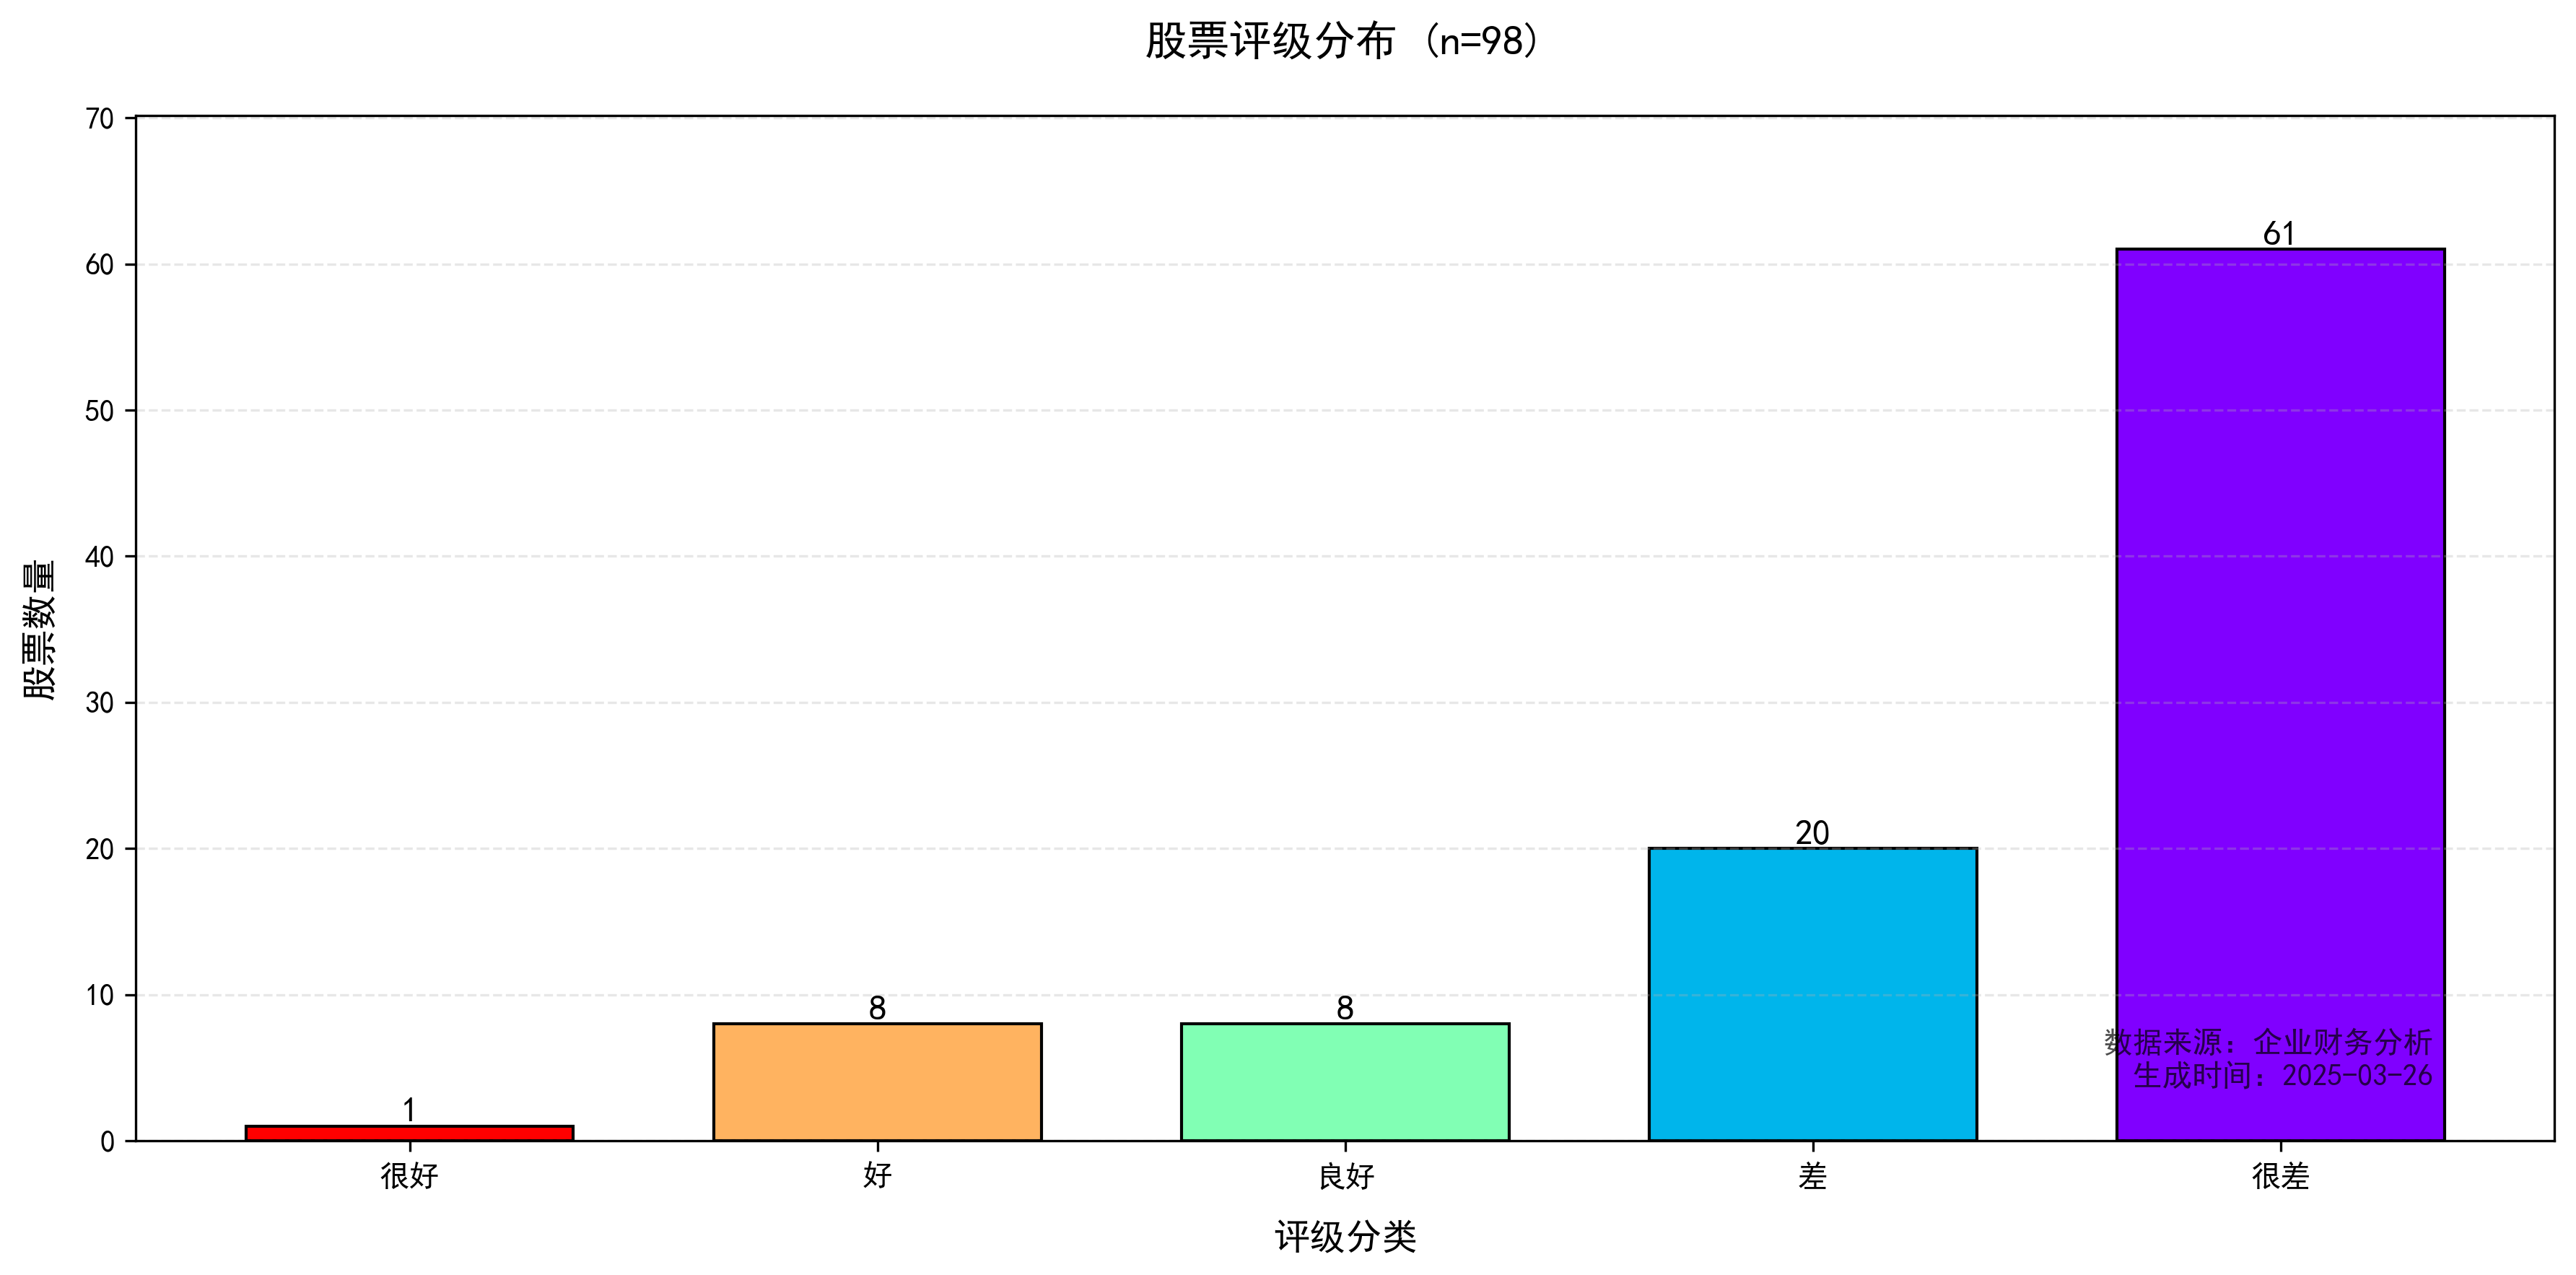 股票评级分布 (n=98)
股票数量
70
60
50
40
30
20
10
0
1
8
8
20
61
数据来源：企业财务分析
生成时间：2025-03-26
很好
好
良好
差
很差
评级分类